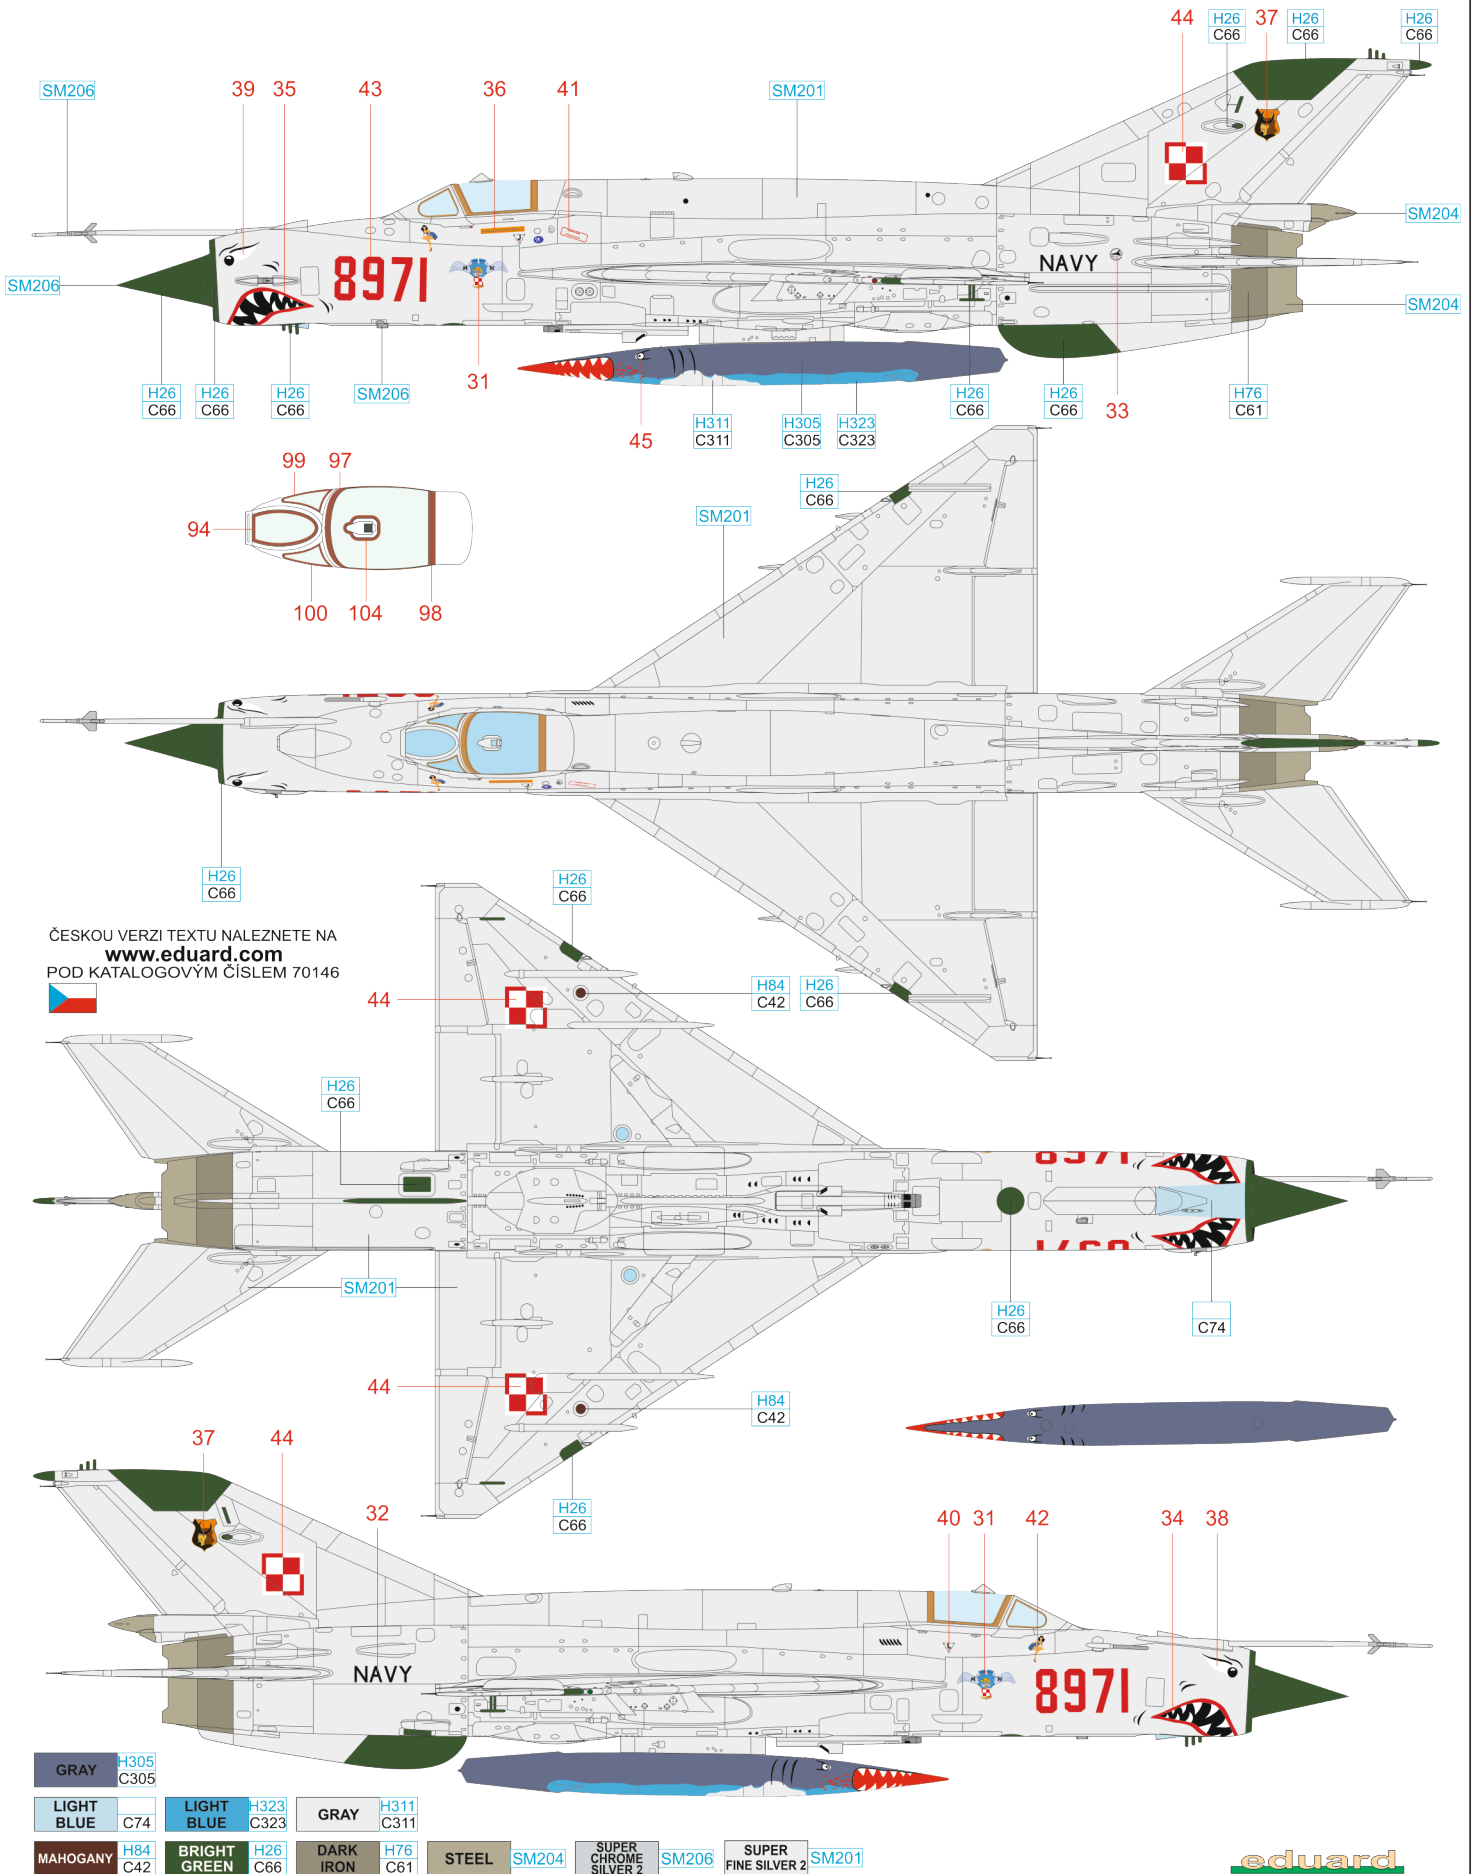 44
H26
C66
37
H26
C66
H26
C66
SM206
39
35
43
36
41
SM201
SM204
8971
NAVY
SM206
SM204
31
H26
C66
H26
C66
H26
C66
SM206
45
H311
C311
H305
C305
H323
C323
H26
C66
H26
C66
33
H76
C61
99
97
94
100
104
98
H26
C66
SM201
H26
C66
ČESKOU VERZI TEXTU NALEZNETE NA
www.eduard.com
POD KATALOGOVÝM ČÍSLEM 70146
H26
C66
44
H84
C42
H26
C66
H26
C66
8971
SM201
H26
C66
C74
44
H84
C42
H26
C66
37
44
32
40
31
42
34
38
NAVY
8971
GRAY
H305
C305
LIGHT
BLUE
C74
LIGHT
BLUE
H323
C323
GRAY
H311
C311
MAHOGANY
H84
C42
BRIGHT
GREEN
H26
C66
DARK
IRON
H76
C61
STEEL
SM204
SUPER
CHROME
SILVER 2
SM206
SUPER
FINE SILVER 2
SM201
eduard